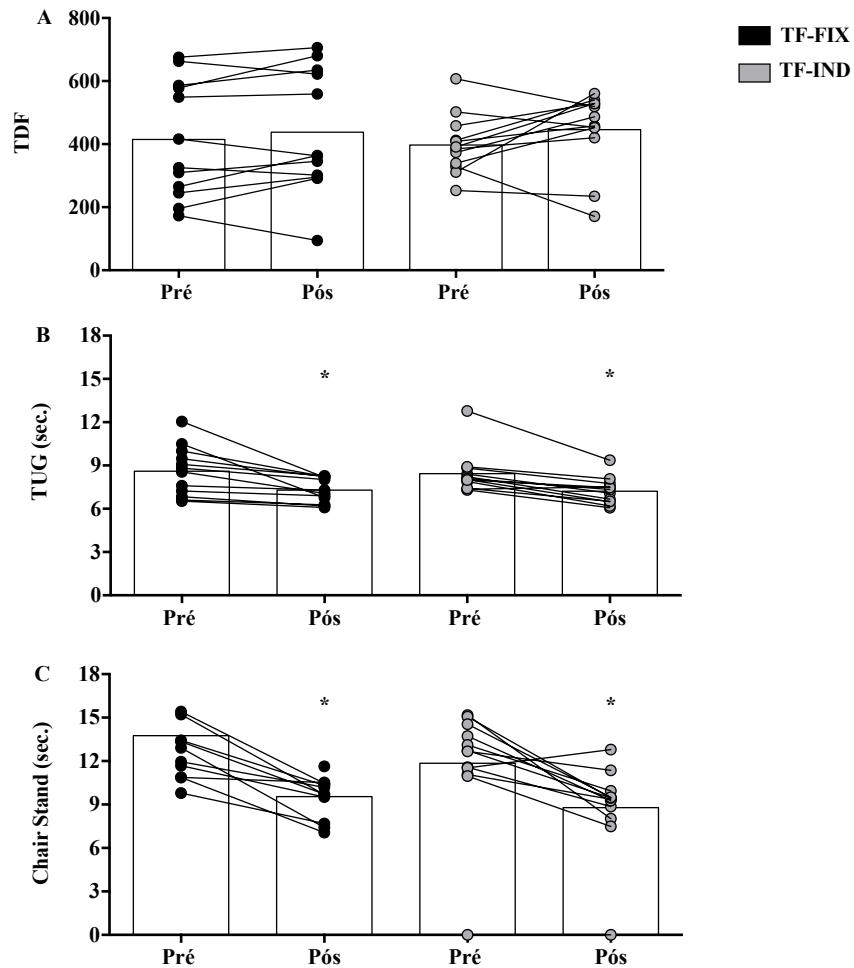 A
TF-FIX
TF-IND
TDF
800
600
400
200
0
Pré
Pós
Pré
Pós
B
TUG (sec.)
18
15
12
9
6
3
0
*
*
Pré
Pós
Pré
Pós
C
Chair Stand (sec.)
18
15
12
9
6
3
0
*
*
Pré
Pós
Pré
Pós